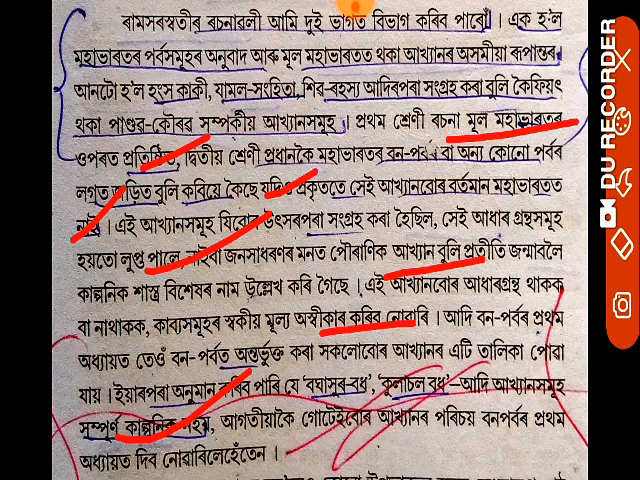 ৰামসৰস্বতীৰ ৰচনাৱলী আমি দুই ভাগত বিভাগ কৰিব পাৰোঁ। এক হ'ল
মহাভাৰতৰ পৰ্বসমূহৰ অনুবাদ আৰু মূল মহাভাৰতত থকা আখ্যানৰ অসমীয়া ৰূপান্তৰ,
আনটো হ'ল হংস কাকী, যামল-সংহিতা, শিৱ-ৰহস্য আদিৰপৰা সংগ্ৰহ কৰা বুলি কৈফিয়ৎ
থকা পাণ্ডৱ-কৌৰৱ সম্পৰ্কীয় আখ্যানসমূহ। প্ৰথম শ্ৰেণী ৰচনা মূল মহাভাৰতৰ
ওপৰত প্ৰতিষ্ঠিত, দ্বিতীয় শ্ৰেণী প্ৰধানকৈ মহাভাৰতৰ বন-পৰ্বৰ বা অন্য কোনো পৰ্বৰ
লগত জড়িত বুলি কবিয়ে কৈছে যদিও প্ৰকৃততে সেই আখ্যানবোৰ বৰ্তমান মহাভাৰতত
নাই। এই আখ্যানসমূহ যিবোৰ উৎসৰপৰা সংগ্ৰহ কৰা হৈছিল, সেই আধাৰ গ্ৰন্থসমূহ
হয়তো লুপ্ত পালে, নাইবা জনসাধৰণৰ মনত পৌৰাণিক আখ্যান বুলি প্ৰতীতি জন্মাবলৈ
কাল্পনিক শাস্ত্ৰ বিশেষৰ নাম উল্লেখ কৰি গৈছে। এই আখ্যানবোৰ আধাৰগ্ৰন্থ থাকক
বা নাথাকক, কাব্যসমূহৰ স্বকীয় মূল্য অস্বীকাৰ কৰিব নোৱাৰি। আদি বন-পৰ্বৰ প্ৰথম
অধ্যায়ত তেওঁ বন-পৰ্বত অন্তৰ্ভুক্ত কৰা সকলোবোৰ আখ্যানৰ এটি তালিকা পোৱা
যায়। ইয়াৰপৰা অনুমান কৰিব পাৰি যে 'বঘাসুৰ-বধ', 'কুলাচল বধ'–আদি আখ্যানসমূহ
সম্পূৰ্ণ কাল্পনিক নহয়, আগতীয়াকৈ গোটেইবোৰ আখ্যানৰ পৰিচয় বনপৰ্বৰ প্ৰথম
অধ্যায়ত দিব নোৱাৰিলেহেঁতেন।
DU RECORDER